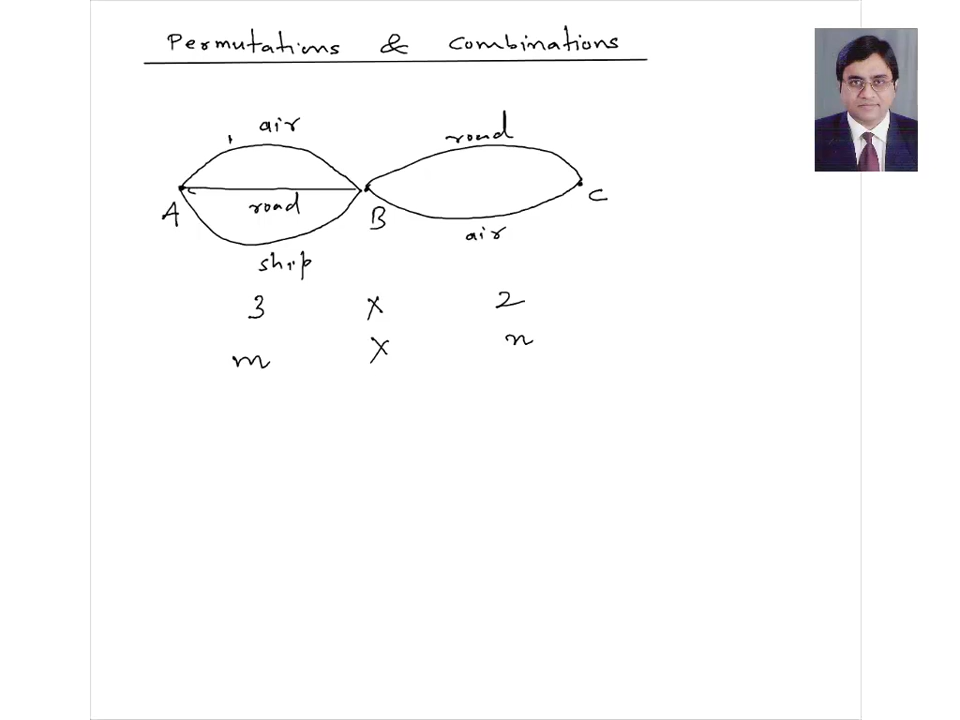 Permutations & Combinations
air
road
A
road
B
C
air
ship
3 x 2
m x n